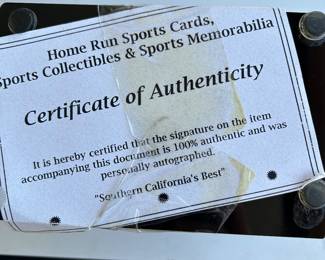 Home Run Sports Cards,
Sports Collectibles & Sports Memorabilia
Certificate of Authenticity
It is hereby certified that the signature on the item
accompanying this document is 100% authentic and was
personally autographed.
"Southern California's Best"